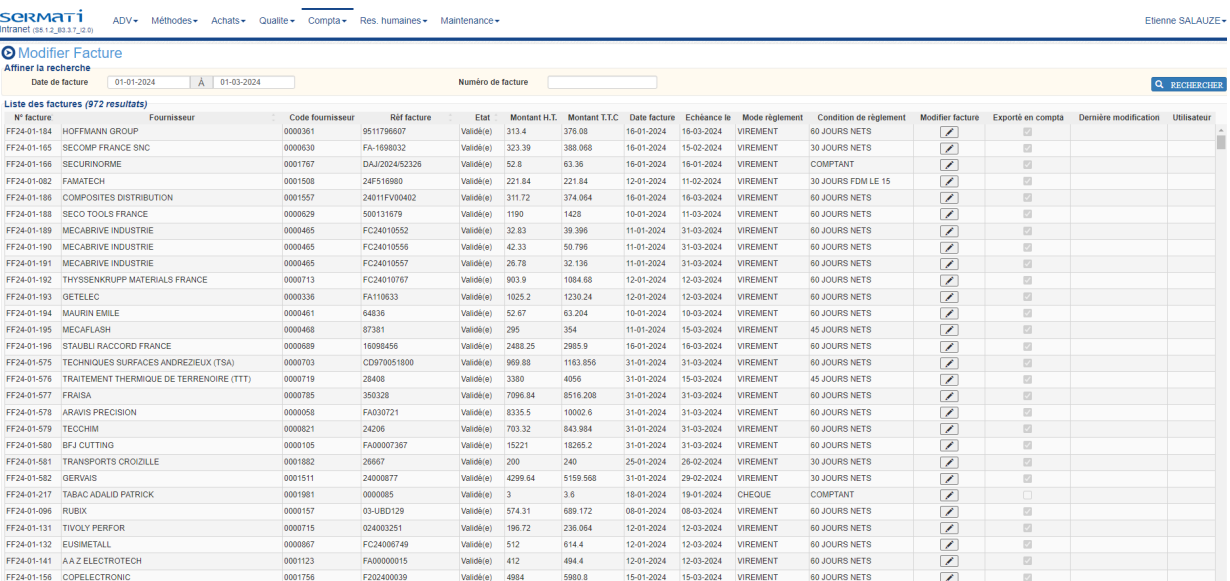 SERMATI ADV Méthodes Achats Qualite Compta Res. humaines Maintenance Etienne SALAUZE
Intranet (S5.1.2_B3.3.7_I2.0)
Modifier Facture
Affiner la recherche
Date de facture 01-01-2024 À 01-03-2024 Numéro de facture RECHERCHER
Liste des factures (972 resultats)
N° facture Fournisseur Code fournisseur Réf facture Etat Montant H.T. Montant T.T.C Date facture Echéance le Mode règlement Condition de règlement Modifier facture Exporté en compta Dernière modification Utilisateur
FF24-01-184 HOFFMANN GROUP 0000361 9511796607 Validé(e) 313.4 376.08 16-01-2024 16-03-2024 VIREMENT 60 JOURS NETS
FF24-01-165 SECOMP FRANCE SNC 0000630 FA-1698032 Validé(e) 323.39 388.068 16-01-2024 15-02-2024 VIREMENT 30 JOURS NETS
FF24-01-166 SECURINORME 0001767 DAJ/2024/52326 Validé(e) 52.8 63.36 16-01-2024 16-01-2024 VIREMENT COMPTANT
FF24-01-082 FAMATECH 0001508 24F516980 Validé(e) 221.84 221.84 12-01-2024 11-02-2024 VIREMENT 30 JOURS FDM LE 15
FF24-01-186 COMPOSITES DISTRIBUTION 0001557 24011FV00402 Validé(e) 311.72 374.064 16-01-2024 16-03-2024 VIREMENT 60 JOURS NETS
FF24-01-188 SECO TOOLS FRANCE 0000629 500131679 Validé(e) 1190 1428 10-01-2024 11-03-2024 VIREMENT 60 JOURS NETS
FF24-01-189 MECABRIVE INDUSTRIE 0000465 FC24010552 Validé(e) 32.83 39.396 11-01-2024 31-03-2024 VIREMENT 60 JOURS NETS
FF24-01-190 MECABRIVE INDUSTRIE 0000465 FC24010556 Validé(e) 42.33 50.796 11-01-2024 31-03-2024 VIREMENT 60 JOURS NETS
FF24-01-191 MECABRIVE INDUSTRIE 0000465 FC24010557 Validé(e) 26.78 32.136 11-01-2024 31-03-2024 VIREMENT 60 JOURS NETS
FF24-01-192 THYSSENKRUPP MATERIALS FRANCE 0000713 FC24010767 Validé(e) 903.9 1084.68 12-01-2024 12-03-2024 VIREMENT 60 JOURS NETS
FF24-01-193 GETELEC 0000336 FA110633 Validé(e) 1025.2 1230.24 12-01-2024 12-03-2024 VIREMENT 60 JOURS NETS
FF24-01-194 MAURIN EMILE 0000461 64836 Validé(e) 52.67 63.204 10-01-2024 10-03-2024 VIREMENT 60 JOURS NETS
FF24-01-195 MECAFLASH 0000468 87381 Validé(e) 295 354 11-01-2024 15-03-2024 VIREMENT 45 JOURS NETS
FF24-01-196 STAUBLI RACCORD FRANCE 0000689 16098456 Validé(e) 2488.25 2985.9 16-01-2024 16-03-2024 VIREMENT 60 JOURS NETS
FF24-01-575 TECHNIQUES SURFACES ANDREZIEUX (TSA) 0000703 CD970051800 Validé(e) 969.88 1163.856 31-01-2024 31-03-2024 VIREMENT 60 JOURS NETS
FF24-01-576 TRAITEMENT THERMIQUE DE TERRENOIRE (TTT) 0000719 28408 Validé(e) 3380 4056 31-01-2024 15-03-2024 VIREMENT 45 JOURS NETS
FF24-01-577 FRAISA 0000785 350328 Validé(e) 7096.84 8516.208 31-01-2024 31-03-2024 VIREMENT 60 JOURS NETS
FF24-01-578 ARAVIS PRECISION 0000058 FA030721 Validé(e) 8335.5 10002.6 31-01-2024 31-03-2024 VIREMENT 60 JOURS NETS
FF24-01-579 TECCHIM 0000821 24206 Validé(e) 703.32 843.984 31-01-2024 31-03-2024 VIREMENT 60 JOURS NETS
FF24-01-580 BFJ CUTTING 0000105 FA00007367 Validé(e) 15221 18265.2 31-01-2024 31-03-2024 VIREMENT 60 JOURS NETS
FF24-01-581 TRANSPORTS CROIZILLE 0001882 26667 Validé(e) 200 240 25-01-2024 26-02-2024 VIREMENT 30 JOURS NETS
FF24-01-582 GERVAIS 0001511 24000877 Validé(e) 4299.64 5159.568 31-01-2024 29-02-2024 VIREMENT 30 JOURS NETS
FF24-01-217 TABAC ADALID PATRICK 0001981 0000085 Validé(e) 3 3.6 18-01-2024 19-01-2024 CHEQUE COMPTANT
FF24-01-096 RUBIX 0000157 03-UBD129 Validé(e) 574.31 689.172 08-01-2024 08-03-2024 VIREMENT 60 JOURS NETS
FF24-01-131 TIVOLY PERFOR 0000715 024003251 Validé(e) 196.72 236.064 12-01-2024 12-03-2024 VIREMENT 60 JOURS NETS
FF24-01-132 EUSIMETALL 0000867 FC24006749 Validé(e) 512 614.4 12-01-2024 12-03-2024 VIREMENT 60 JOURS NETS
FF24-01-141 A A Z ELECTROTECH 0001123 FA00000015 Validé(e) 412 494.4 12-01-2024 12-03-2024 VIREMENT 60 JOURS NETS
FF24-01-156 COPELECTRONIC 0001756 F202400039 Validé(e) 4984 5980.8 15-01-2024 15-03-2024 VIREMENT 60 JOURS NETS